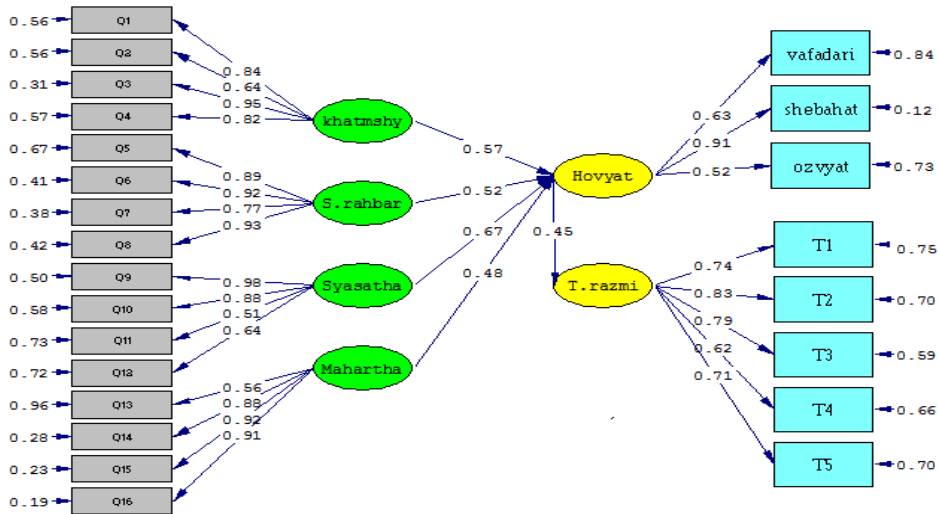 0.56 Q1
0.56 Q2
0.31 Q3
0.57 Q4
0.67 Q5
0.41 Q6
0.38 Q7
0.42 Q8
0.50 Q9
0.58 Q10
0.73 Q11
0.72 Q12
0.96 Q13
0.28 Q14
0.23 Q15
0.19 Q16
0.84
0.64
0.95
0.82
0.89
0.92
0.77
0.93
0.98
0.88
0.51
0.64
0.56
0.88
0.92
0.91
khatmshy
S.rahbar
Syasatha
Mahartha
0.57
0.52
0.67
0.48
Hovyat
0.45
T.razmi
0.63
0.91
0.52
0.74
0.83
0.79
0.62
0.71
vafadari 0.84
shebahat 0.12
ozvyat 0.73
T1 0.75
T2 0.70
T3 0.59
T4 0.66
T5 0.70